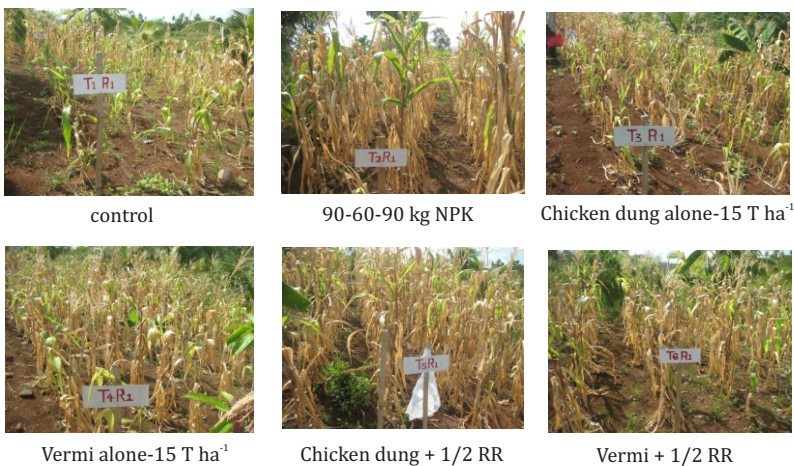 T1 R1
T2R1
T3 R1
control
90-60-90 kg NPK
Chicken dung alone-15 T ha-1
T4R1
T5R1
T6R1
Vermi alone-15 T ha-1
Chicken dung + 1/2 RR
Vermi + 1/2 RR